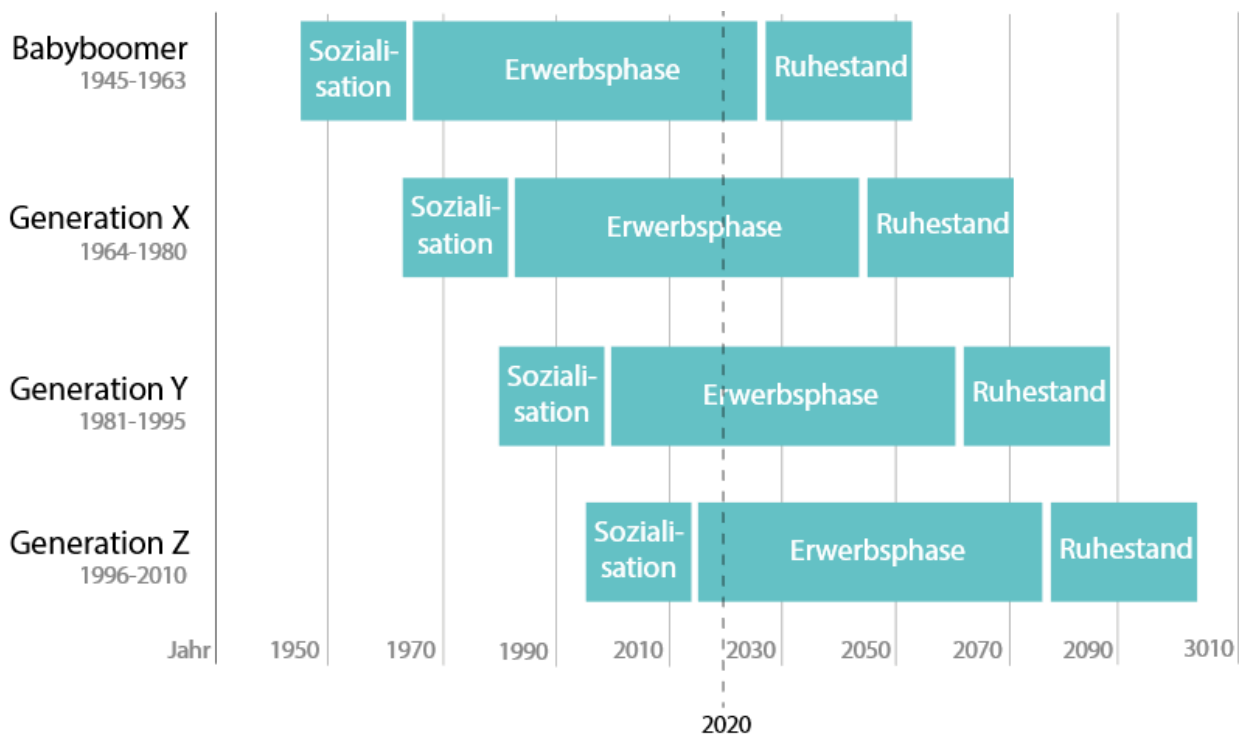 Babyboomer
1945-1963
Soziali-
sation
Erwerbsphase
Ruhestand
Generation X
1964-1980
Soziali-
sation
Erwerbsphase
Ruhestand
Generation Y
1981-1995
Soziali-
sation
Erwerbsphase
Ruhestand
Generation Z
1996-2010
Soziali-
sation
Erwerbsphase
Ruhestand
Jahr 1950 1970 1990 2010 2030 2050 2070 2090 3010
2020